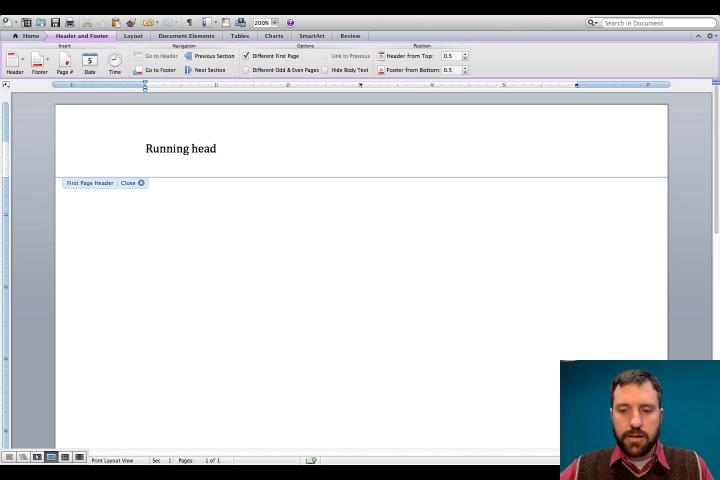 200%
Search in Document
Home
Header and Footer
Layout
Document Elements
Tables
Charts
SmartArt
Review
Insert
Navigation
Options
Position
Header
Footer
Page #
5
Date
Time
Go to Header
Previous Section
Go to Footer
Next Section
Different First Page
Link to Previous
Different Odd & Even Pages
Hide Body Text
Header from Top: 0.5
Footer from Bottom: 0.5
Running head
First Page Header
Close
Print Layout View
Sec 1
Pages: 1 of 1